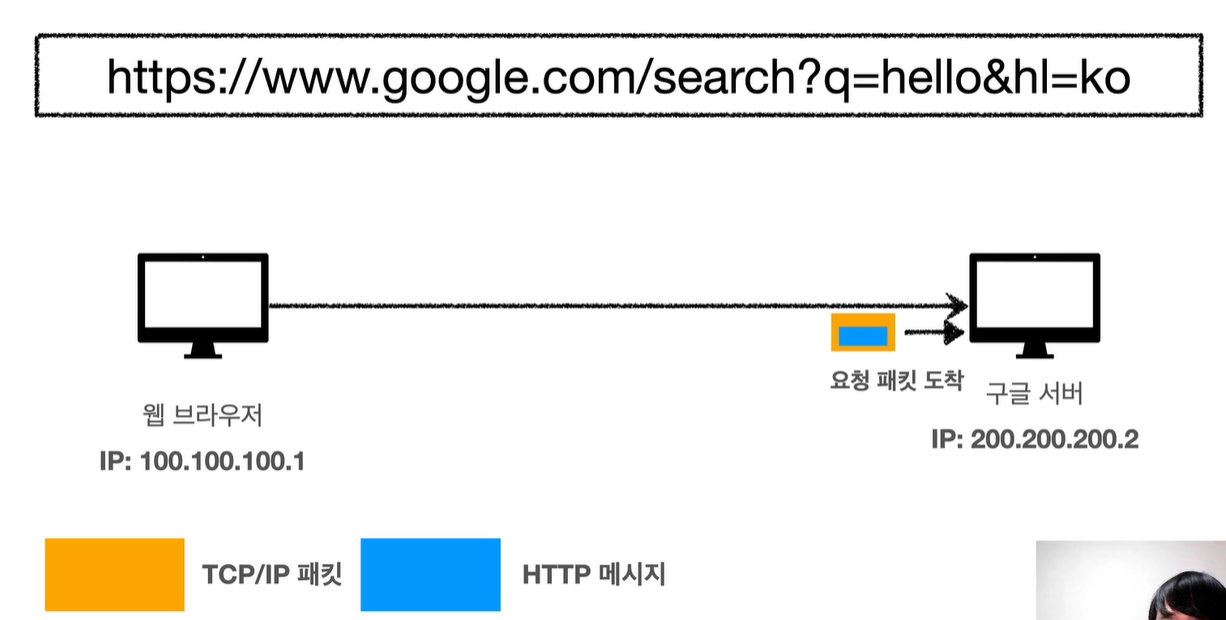 https://www.google.com/search?q=hello&hl=ko
요청 패킷 도착
구글 서버
웹 브라우저
IP: 200.200.200.2
IP: 100.100.100.1
TCP/IP 패킷
HTTP 메시지